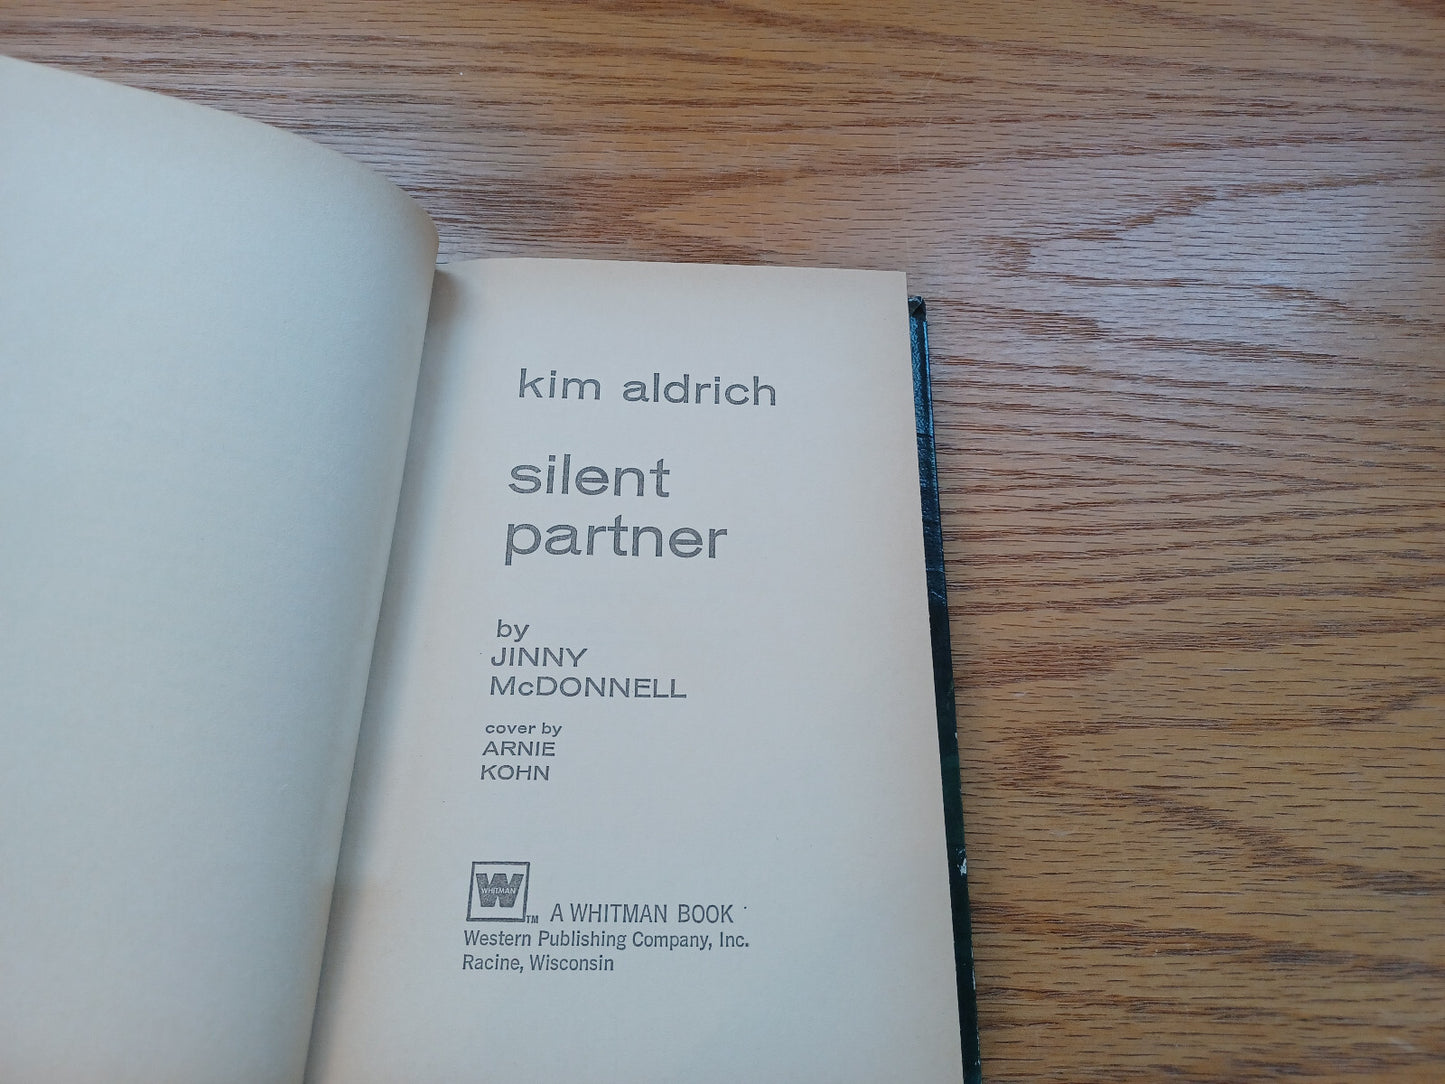 kim aldrich
silent
partner
by
JINNY
McDONNELL
cover by
ARNIE
KOHN
WHITMAN
W
TM A WHITMAN BOOK
Western Publishing Company, Inc.
Racine, Wisconsin